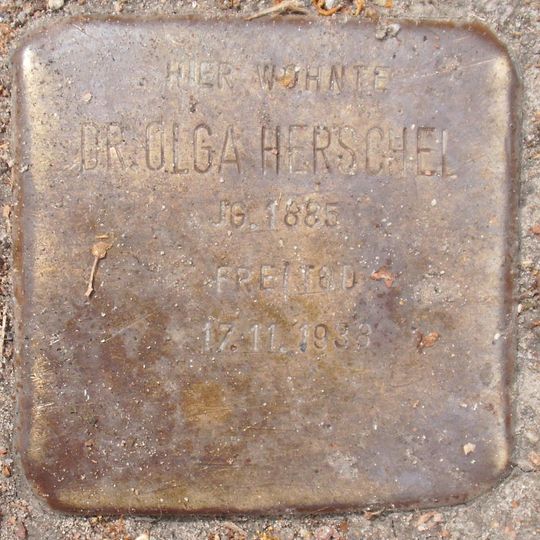 HIER WOHNTE
DR. OLGA HERSCHEL
JG. 1885
FREITOD
17.11.1938